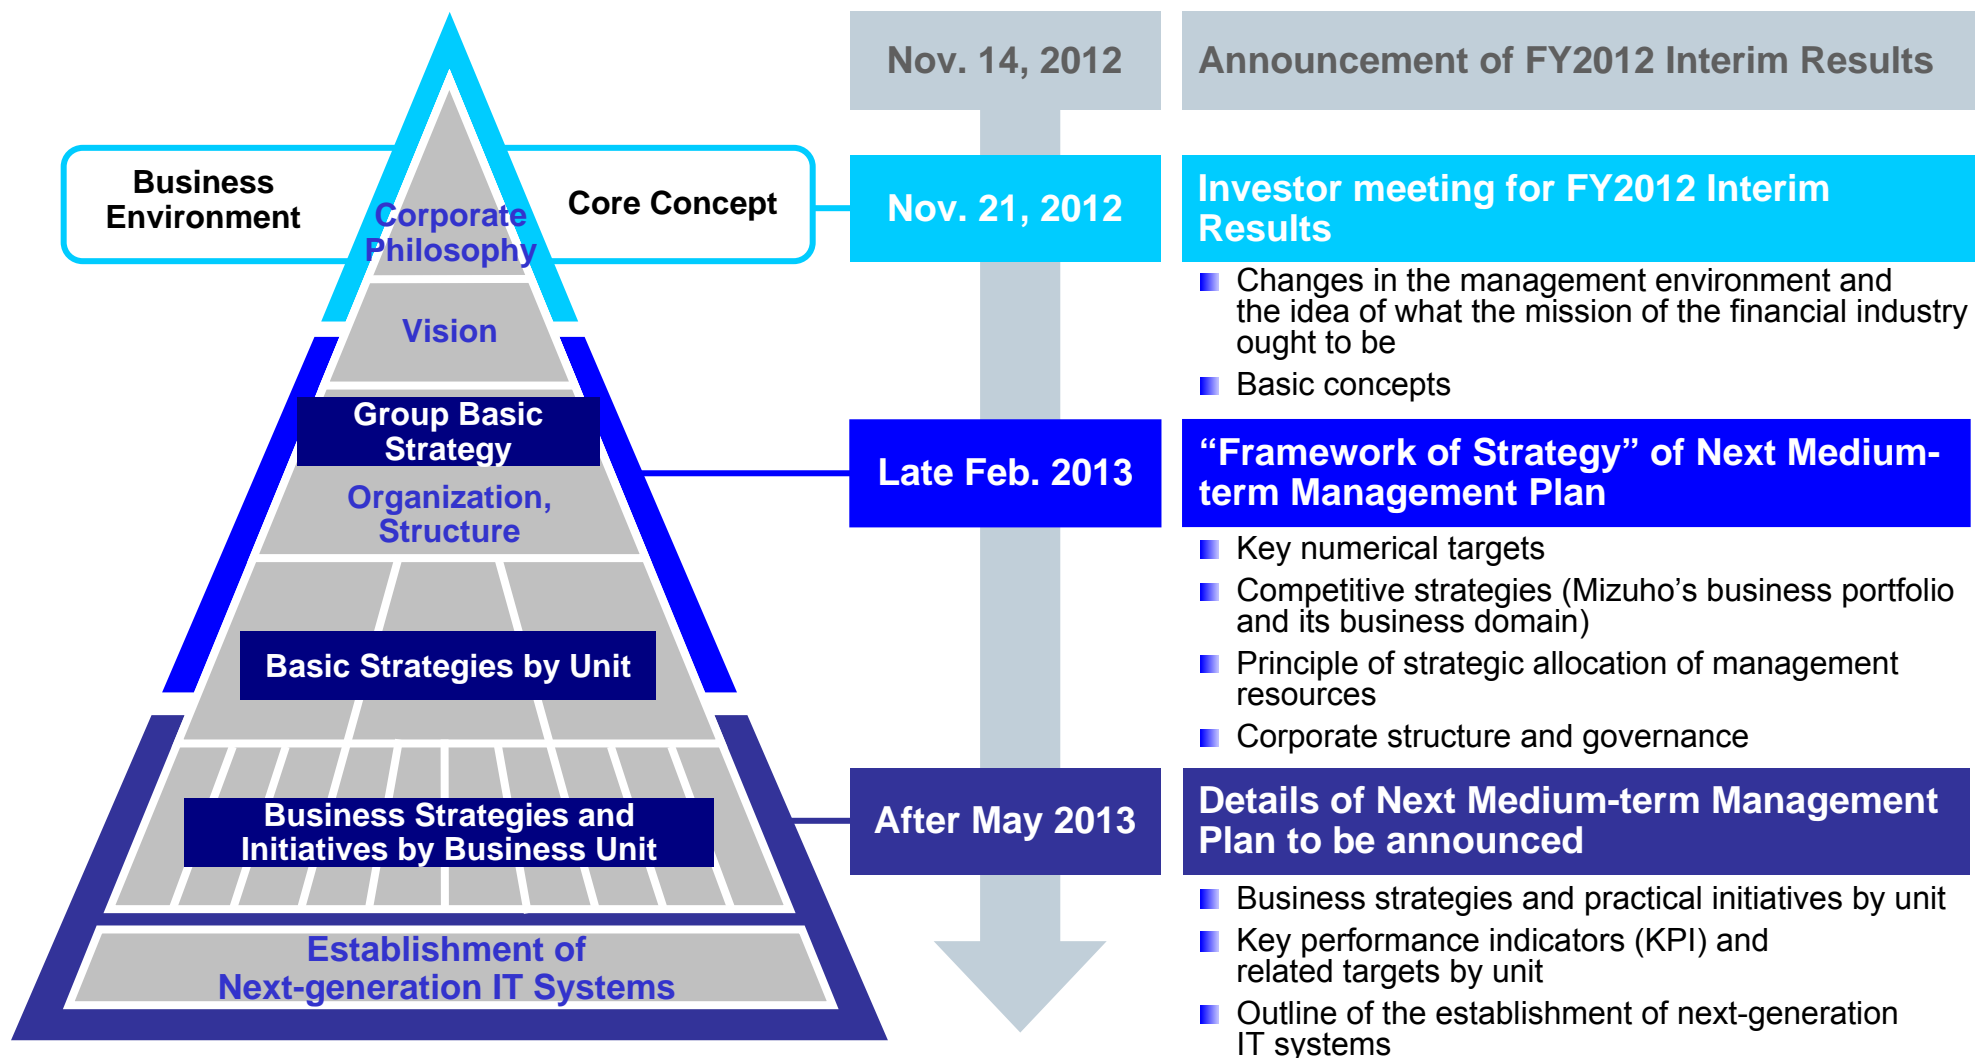 Business
Environment
Core Concept
Corporate
Philosophy
Vision
Group Basic
Strategy
Organization,
Structure
Basic Strategies by Unit
Business Strategies and
Initiatives by Business Unit
Establishment of
Next-generation IT Systems
Nov. 14, 2012
Announcement of FY2012 Interim Results
Nov. 21, 2012
Investor meeting for FY2012 Interim
Results
Changes in the management environment and
the idea of what the mission of the financial industry
ought to be
Basic concepts
Late Feb. 2013
“Framework of Strategy” of Next Medium-
term Management Plan
Key numerical targets
Competitive strategies (Mizuho’s business portfolio
and its business domain)
Principle of strategic allocation of management
resources
Corporate structure and governance
After May 2013
Details of Next Medium-term Management
Plan to be announced
Business strategies and practical initiatives by unit
Key performance indicators (KPI) and
related targets by unit
Outline of the establishment of next-generation
IT systems